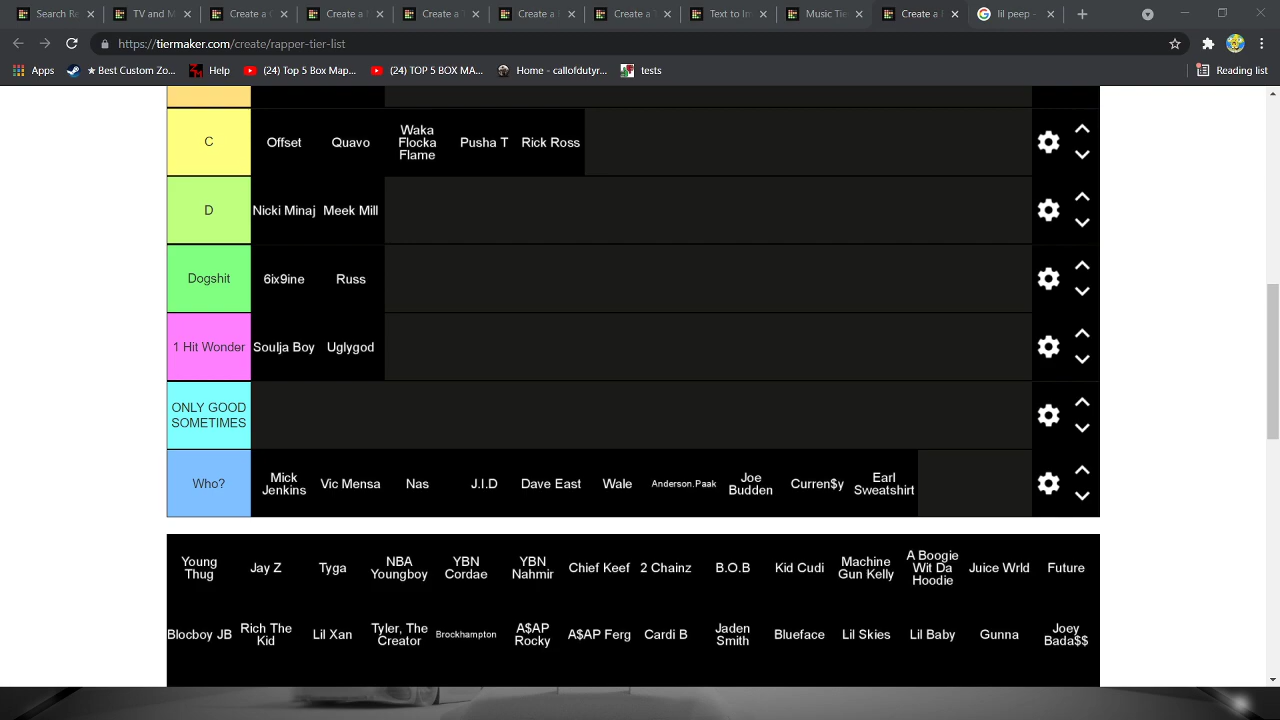 Search Re
TV and M
Create a C
Create a N
Create a T
Create a
Create a T
Text to Im
Music Tie
Create a F
lil peep -
https://tiermaker.com/create/rapper-tier-list
Apps
★ Best Custom Zo...
Help
(24) Top 5 Box Map...
(24) TOP 5 BOX MA...
Home - callofdutyr...
tests
Reading list
C
Offset
Quavo
Waka
Flocka
Flame
Pusha T
Rick Ross
D
Nicki Minaj
Meek Mill
Dogshit
6ix9ine
Russ
1 Hit Wonder
Soulja Boy
Uglygod
ONLY GOOD
SOMETIMES
Who?
Mick
Jenkins
Vic Mensa
Nas
J.I.D
Dave East
Wale
Anderson.Paak
Joe
Budden
Curren$y
Earl
Sweatshirt
Young
Thug
Jay Z
Tyga
NBA
Youngboy
YBN
Cordae
YBN
Nahmir
Chief Keef
2 Chainz
B.O.B
Kid Cudi
Machine
Gun Kelly
A Boogie
Wit Da
Hoodie
Juice Wrld
Future
Blocboy JB
Rich The
Kid
Lil Xan
Tyler, The
Creator
Brockhampton
A$AP
Rocky
A$AP Ferg
Cardi B
Jaden
Smith
Blueface
Lil Skies
Lil Baby
Gunna
Joey
Bada$$